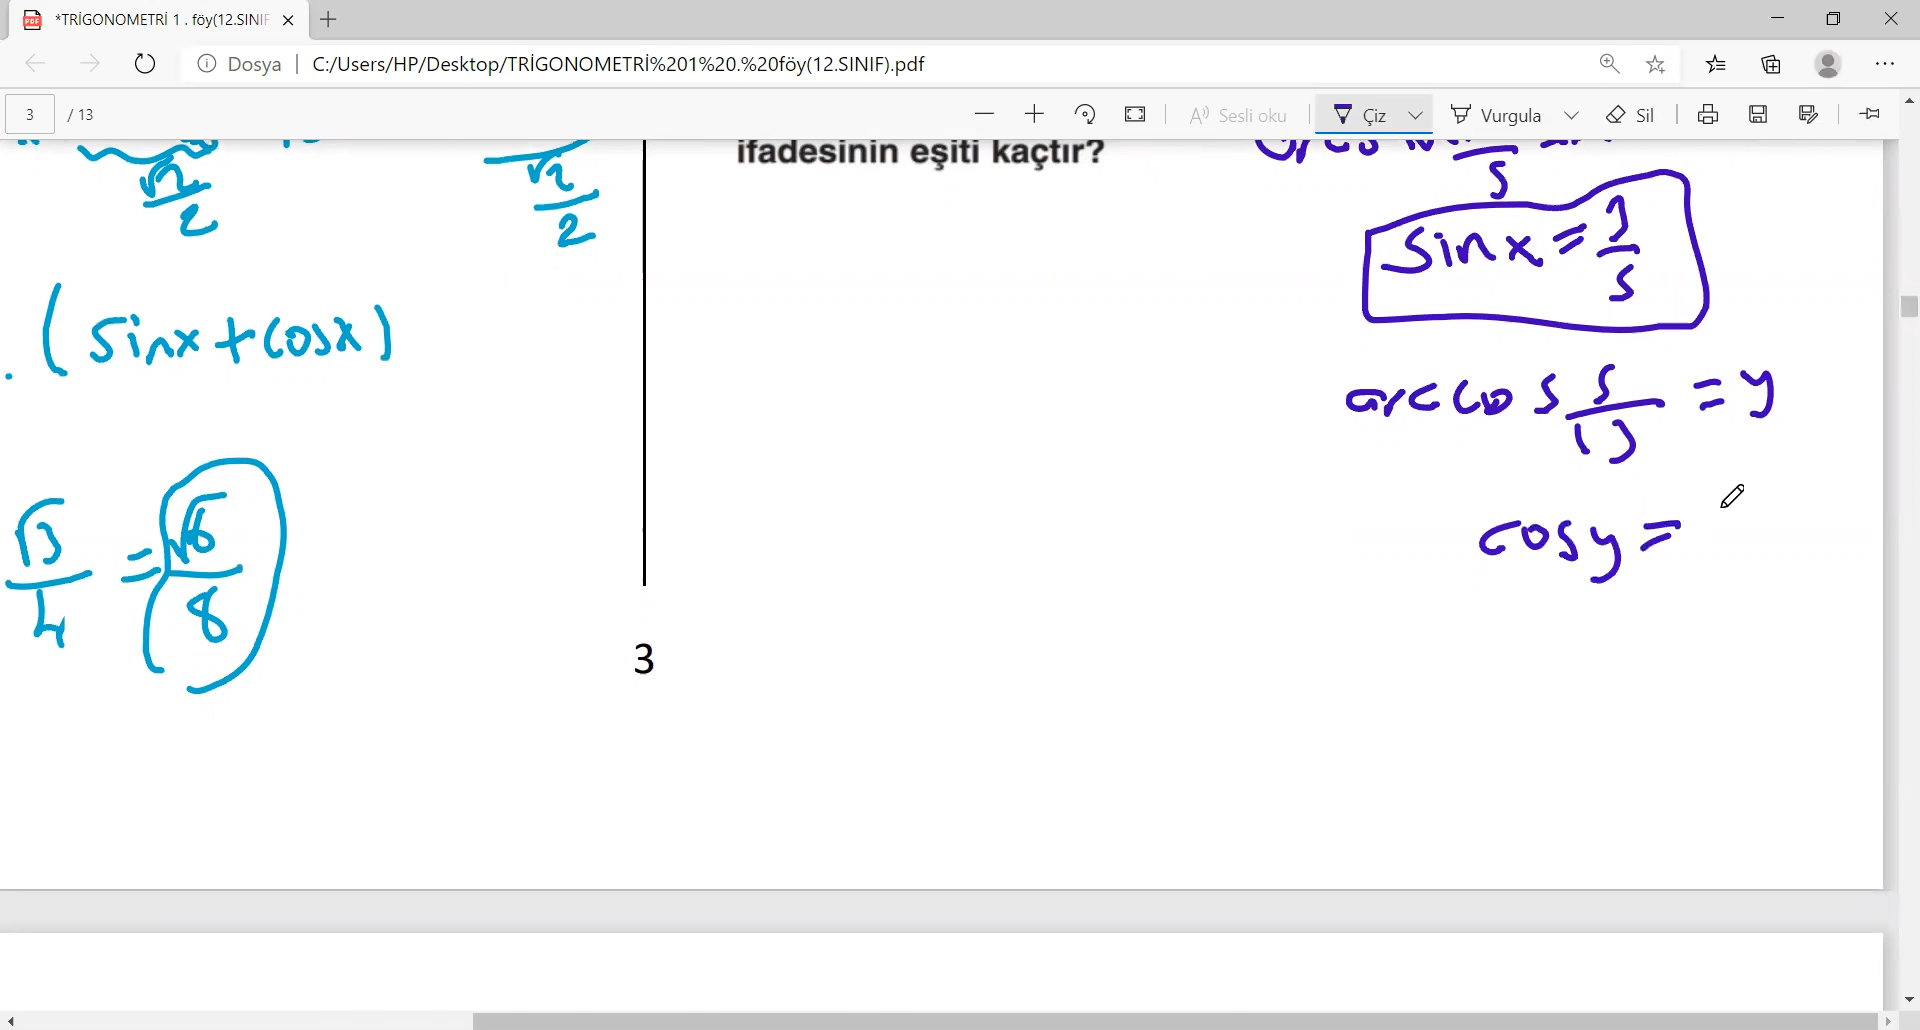 *TRİGONOMETRİ 1 . föy(12.SINIF
Dosya | C:/Users/HP/Desktop/TRİGONOMETRİ%201%20.%20föy(12.SINIF).pdf
3 / 13
Sesli oku
Çiz
Vurgula
Sil
√2/2
√2/2
. (sinx+cosx)
√3/4 = √6/8
ifadesinin eşiti kaçtır?
5
sinx = 3/5
arccos 5/13 = y
cosy =
3